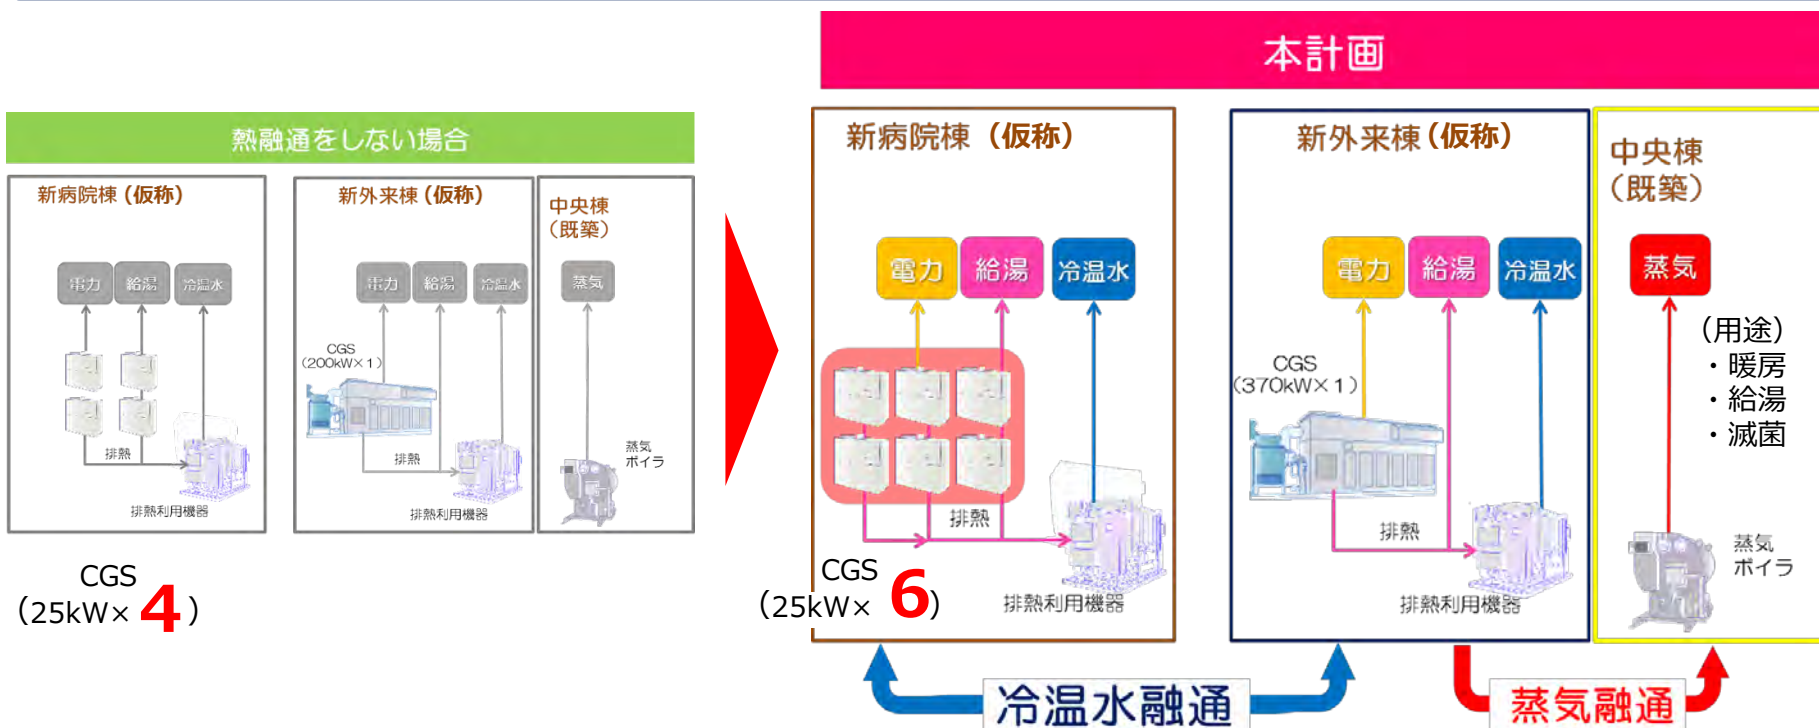 熱融通をしない場合
新病院棟(仮称)
電力
給湯
冷温水
排熱
排熱利用機器
CGS
(25kW×4)
新外来棟(仮称)
電力
給湯
冷温水
CGS
(200kW×1)
排熱
排熱利用機器
中央棟
(既築)
蒸気
蒸気
ボイラ
本計画
新病院棟(仮称)
電力
給湯
冷温水
排熱
CGS
(25kW×6)
排熱利用機器
新外来棟(仮称)
電力
給湯
冷温水
CGS
(370kW×1)
排熱
排熱利用機器
中央棟
(既築)
蒸気
(用途)
・暖房
・給湯
・滅菌
蒸気
ボイラ
冷温水融通
蒸気融通